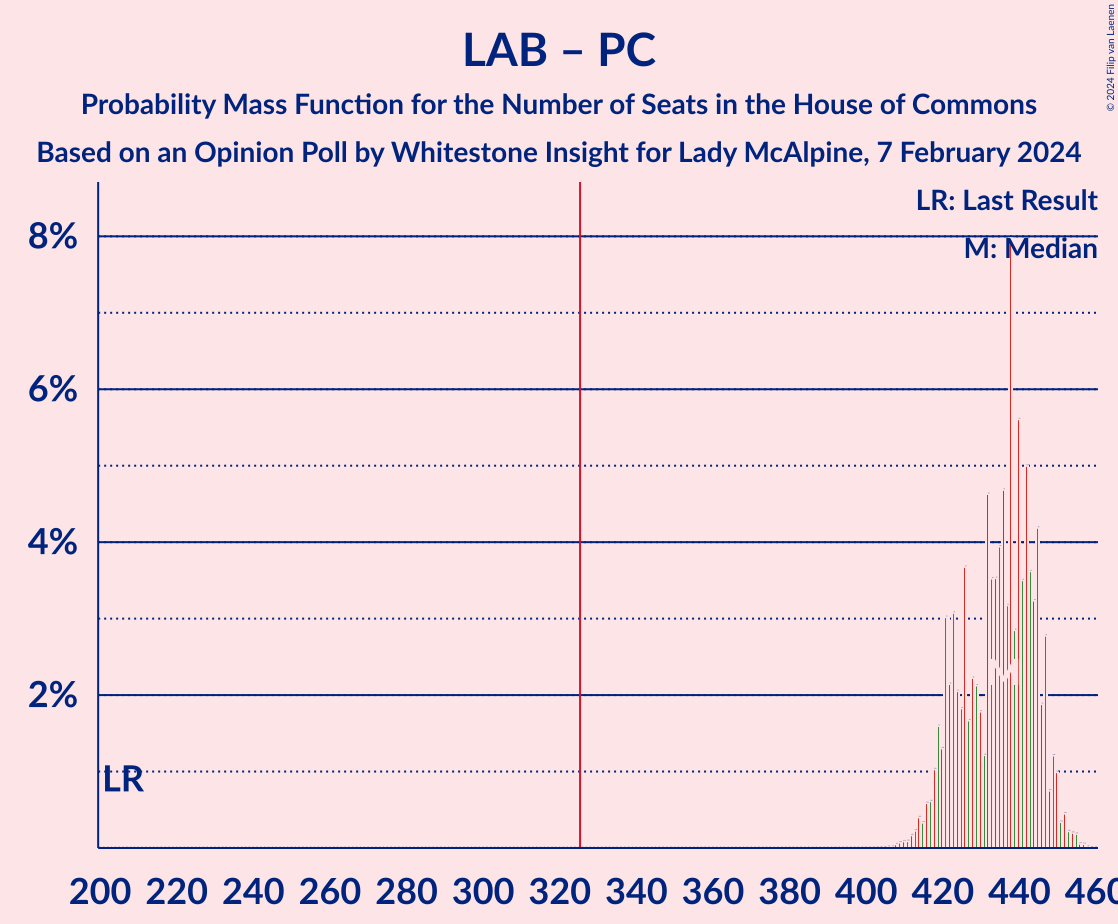 LAB – PC
Probability Mass Function for the Number of Seats in the House of Commons
Based on an Opinion Poll by Whitestone Insight for Lady McAlpine, 7 February 2024
© 2024 Filip van Laenen
LR: Last Result
M: Median
8%
6%
4%
2%
LR
200 220 240 260 280 300 320 340 360 380 400 420 440 460